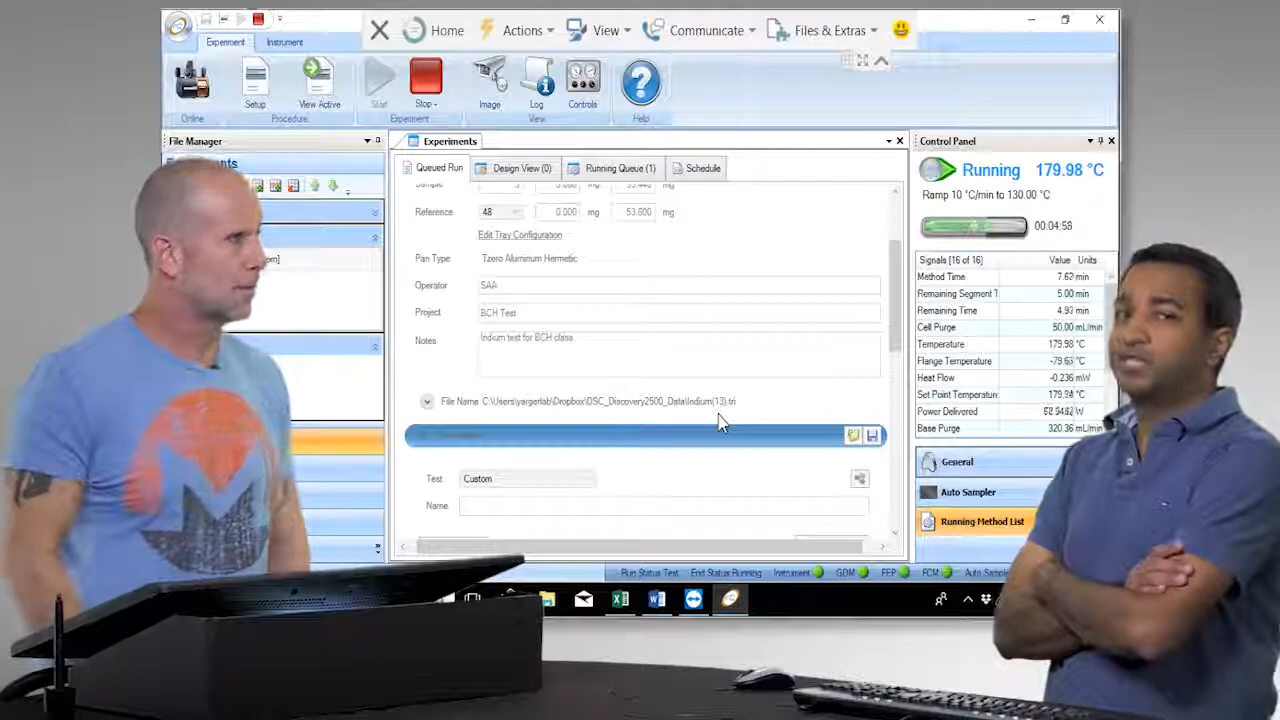 Home Actions View Communicate Files & Extras
Experiment Instrument
Online Setup View Active Start Stop Image Log Controls Help
Procedure Experiment View Help
File Manager
Experiments
Control Panel
Queued Run Design View (0) Running Queue (1) Schedule
Running 179.98 °C
Ramp 10 °C/min to 130.00 °C
00:04:58
Sample 3 mg
Reference 48 0.000 mg 53.600 mg
Edit Tray Configuration
Pan Type Tzero Aluminum Hermetic
Operator SAA
Project BCH Test
Notes Indium test for BCH class
File Name C:\Users\yargerlab\Dropbox\DSC_Discovery2500_Data\Indium(13).tri
Test Custom
Name
Signals [16 of 16] Value Units
Method Time 7.62 min
Remaining Segment T 5.00 min
Remaining Time 4.97 min
Cell Purge 50.00 mL/min
Temperature 179.98 °C
Flange Temperature °C
Heat Flow -0.236 mW
Set Point Temperature °C
Power Delivered W
Base Purge 320.36 mL/min
General
Auto Sampler
Running Method List
Run Status Test End Status Running Instrument GDM FEP FCM Auto Sample